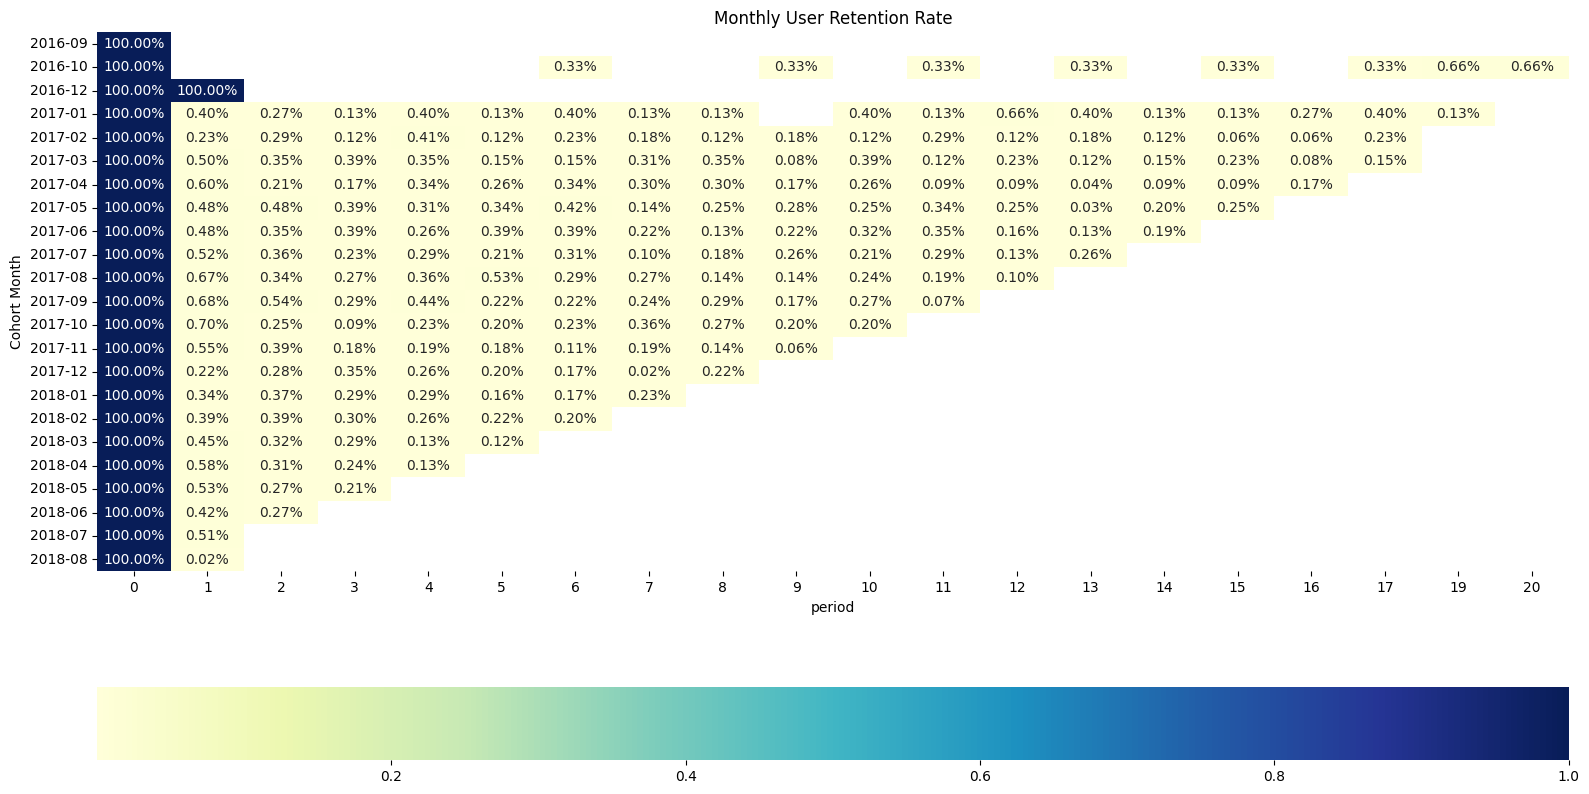 Monthly User Retention Rate
Cohort Month
2016-09 100.00%
2016-10 100.00% 0.33% 0.33% 0.33% 0.33% 0.33% 0.33% 0.66% 0.66%
2016-12 100.00% 100.00%
2017-01 100.00% 0.40% 0.27% 0.13% 0.40% 0.13% 0.40% 0.13% 0.13% 0.40% 0.13% 0.66% 0.40% 0.13% 0.13% 0.27% 0.40% 0.13%
2017-02 100.00% 0.23% 0.29% 0.12% 0.41% 0.12% 0.23% 0.18% 0.12% 0.18% 0.12% 0.29% 0.12% 0.18% 0.12% 0.06% 0.06% 0.23%
2017-03 100.00% 0.50% 0.35% 0.39% 0.35% 0.15% 0.15% 0.31% 0.35% 0.08% 0.39% 0.12% 0.23% 0.12% 0.15% 0.23% 0.08% 0.15%
2017-04 100.00% 0.60% 0.21% 0.17% 0.34% 0.26% 0.34% 0.30% 0.30% 0.17% 0.26% 0.09% 0.09% 0.04% 0.09% 0.09% 0.17%
2017-05 100.00% 0.48% 0.48% 0.39% 0.31% 0.34% 0.42% 0.14% 0.25% 0.28% 0.25% 0.34% 0.25% 0.03% 0.20% 0.25%
2017-06 100.00% 0.48% 0.35% 0.39% 0.26% 0.39% 0.39% 0.22% 0.13% 0.22% 0.32% 0.35% 0.16% 0.13% 0.19%
2017-07 100.00% 0.52% 0.36% 0.23% 0.29% 0.21% 0.31% 0.10% 0.18% 0.26% 0.21% 0.29% 0.13% 0.26%
2017-08 100.00% 0.67% 0.34% 0.27% 0.36% 0.53% 0.29% 0.27% 0.14% 0.14% 0.24% 0.19% 0.10%
2017-09 100.00% 0.68% 0.54% 0.29% 0.44% 0.22% 0.22% 0.24% 0.29% 0.17% 0.27% 0.07%
2017-10 100.00% 0.70% 0.25% 0.09% 0.23% 0.20% 0.23% 0.36% 0.27% 0.20% 0.20%
2017-11 100.00% 0.55% 0.39% 0.18% 0.19% 0.18% 0.11% 0.19% 0.14% 0.06%
2017-12 100.00% 0.22% 0.28% 0.35% 0.26% 0.20% 0.17% 0.02% 0.22%
2018-01 100.00% 0.34% 0.37% 0.29% 0.29% 0.16% 0.17% 0.23%
2018-02 100.00% 0.39% 0.39% 0.30% 0.26% 0.22% 0.20%
2018-03 100.00% 0.45% 0.32% 0.29% 0.13% 0.12%
2018-04 100.00% 0.58% 0.31% 0.24% 0.13%
2018-05 100.00% 0.53% 0.27% 0.21%
2018-06 100.00% 0.42% 0.27%
2018-07 100.00% 0.51%
2018-08 100.00% 0.02%
0 1 2 3 4 5 6 7 8 9 10 11 12 13 14 15 16 17 19 20
period
0.2 0.4 0.6 0.8 1.0